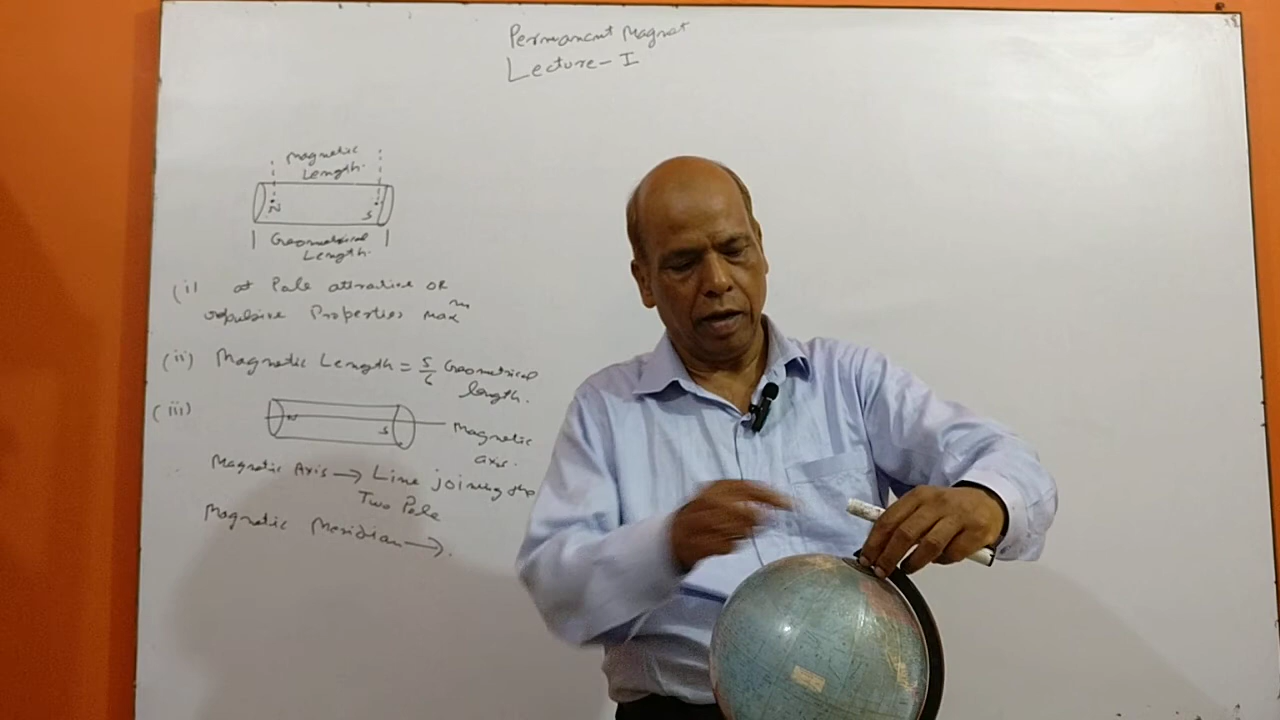 Permanent Magnet
Lecture - I
Magnetic
Length.
N
S
Geometrical
Length.
(i) at Pole attractive or
repulsive Properties maxm
(ii) Magnetic Length = 5/6 Geometrical
length.
(iii)
N
S
Magnetic
axis.
Magnetic Axis → Line joining the
Two Pole
Magnetic Meridian →.